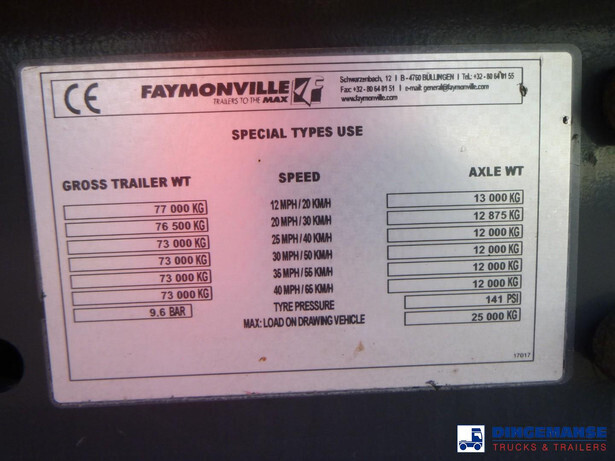 CE
FAYMONVILLE
TRAILERS TO THE MAX
Schwarzenbach, 12 | B - 4760 BÜLLINGEN | Tel.: +32 - 80 64 01 55
Fax: +32 - 80 64 01 51 | e-mail: general@faymonville.com
www.faymonville.com
SPECIAL TYPES USE
GROSS TRAILER WT SPEED AXLE WT
77 000 KG 12 MPH / 20 KM/H 13 000 KG
76 500 KG 20 MPH / 30 KM/H 12 875 KG
73 000 KG 25 MPH / 40 KM/H 12 000 KG
73 000 KG 30 MPH / 50 KM/H 12 000 KG
73 000 KG 35 MPH / 55 KM/H 12 000 KG
73 000 KG 40 MPH / 65 KM/H 12 000 KG
9.6 BAR TYRE PRESSURE 141 PSI
MAX: LOAD ON DRAWING VEHICLE 25 000 KG
17017
DINGEMANSE
TRUCKS & TRAILERS